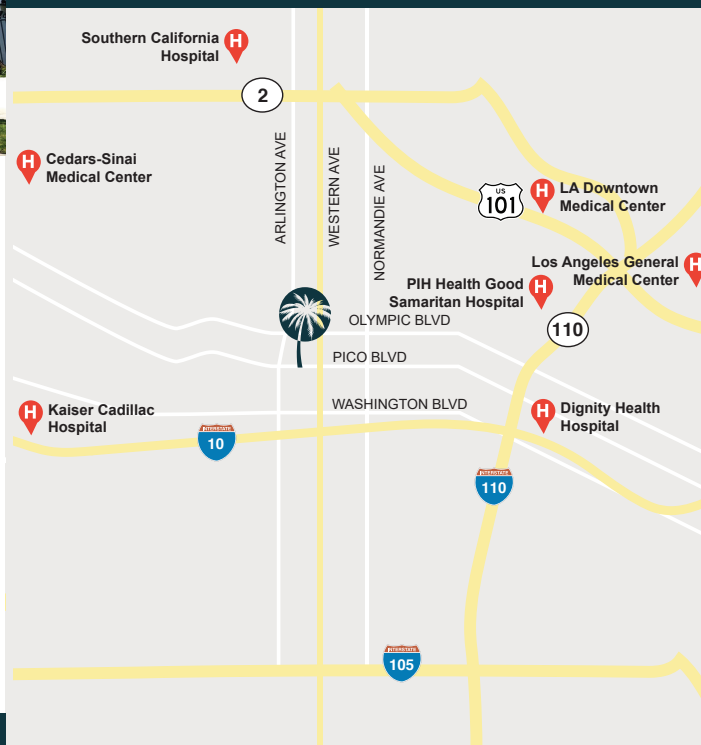 Southern California
Hospital
H
2
ARLINGTON AVE
WESTERN AVE
NORMANDIE AVE
H
Cedars-Sinai
Medical Center
US
101
H
LA Downtown
Medical Center
Los Angeles General
Medical Center
H
PIH Health Good
Samaritan Hospital
H
OLYMPIC BLVD
110
PICO BLVD
H
Kaiser Cadillac
Hospital
WASHINGTON BLVD
H
Dignity Health
Hospital
INTERSTATE
10
INTERSTATE
110
INTERSTATE
105